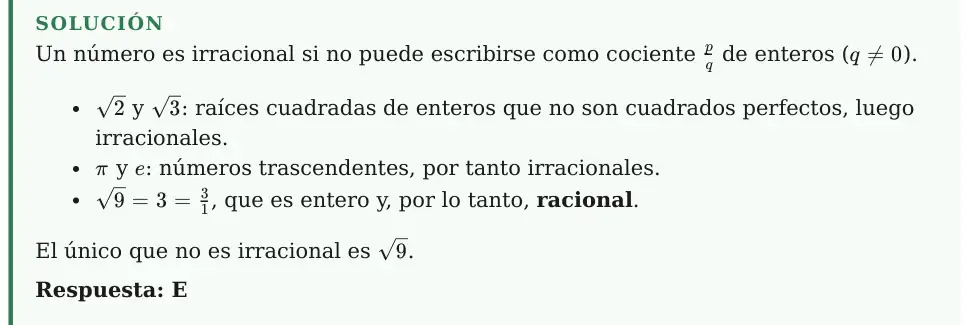 SOLUCIÓN
Un número es irracional si no puede escribirse como cociente p/q de enteros (q ≠ 0).
• √2 y √3: raíces cuadradas de enteros que no son cuadrados perfectos, luego
irracionales.
• π y e: números trascendentes, por tanto irracionales.
• √9 = 3 = 3/1, que es entero y, por lo tanto, racional.
El único que no es irracional es √9.
Respuesta: E